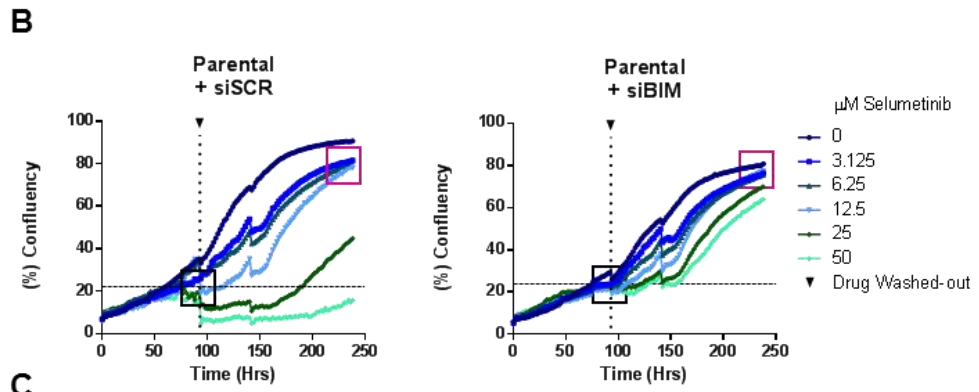 B
Parental
+ siSCR
(%) Confluency
100
80
60
40
20
0
0
50
100
150
200
250
Time (Hrs)
Parental
+ siBIM
(%) Confluency
100
80
60
40
20
0
0
50
100
150
200
250
Time (Hrs)
μM Selumetinib
0
3.125
6.25
12.5
25
50
Drug Washed-out
C